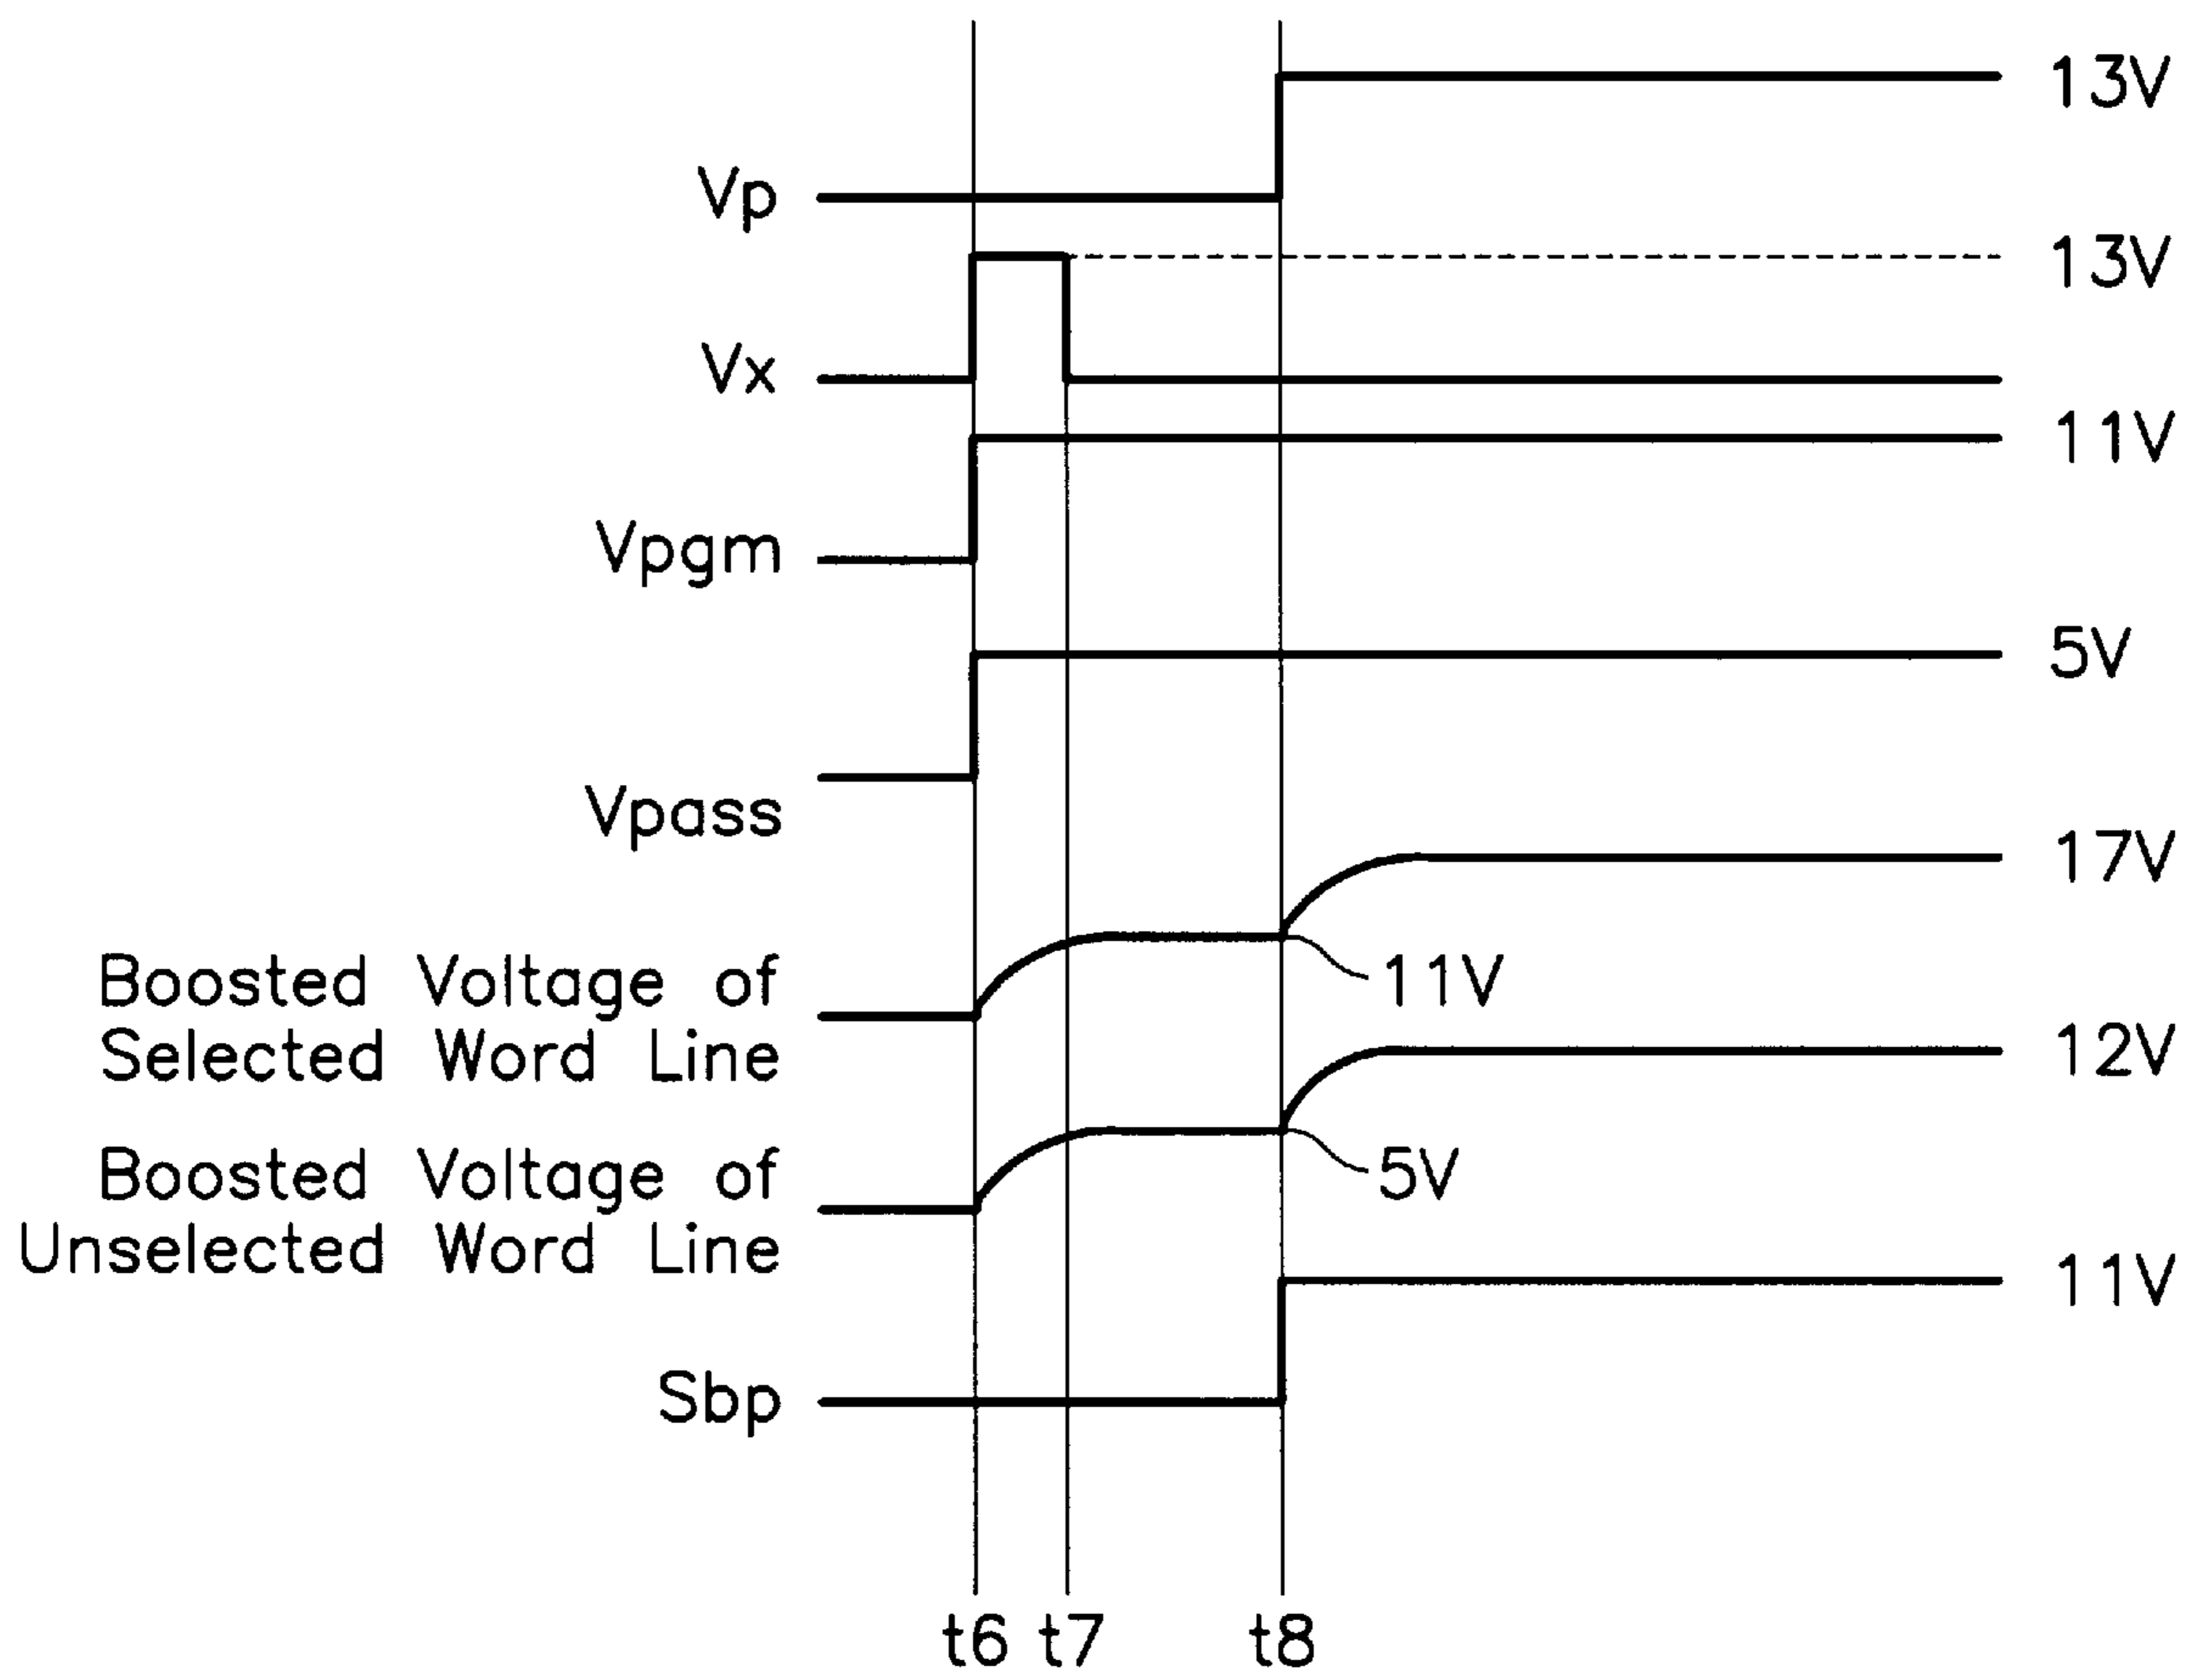 13V
Vp
13V
Vx
11V
Vpgm
5V
Vpass
17V
Boosted Voltage of
Selected Word Line
11V
12V
Boosted Voltage of
Unselected Word Line
5V
11V
Sbp
t6 t7 t8